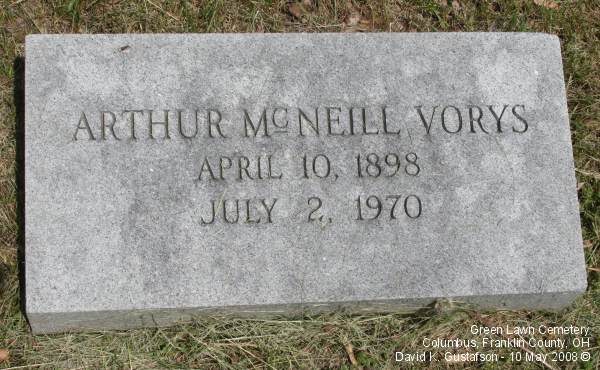 ARTHUR McNEILL VORYS
APRIL 10, 1898
JULY 2, 1970
Green Lawn Cemetery
Columbus, Franklin County, OH
David K. Gustafson - 10 May 2008 ©